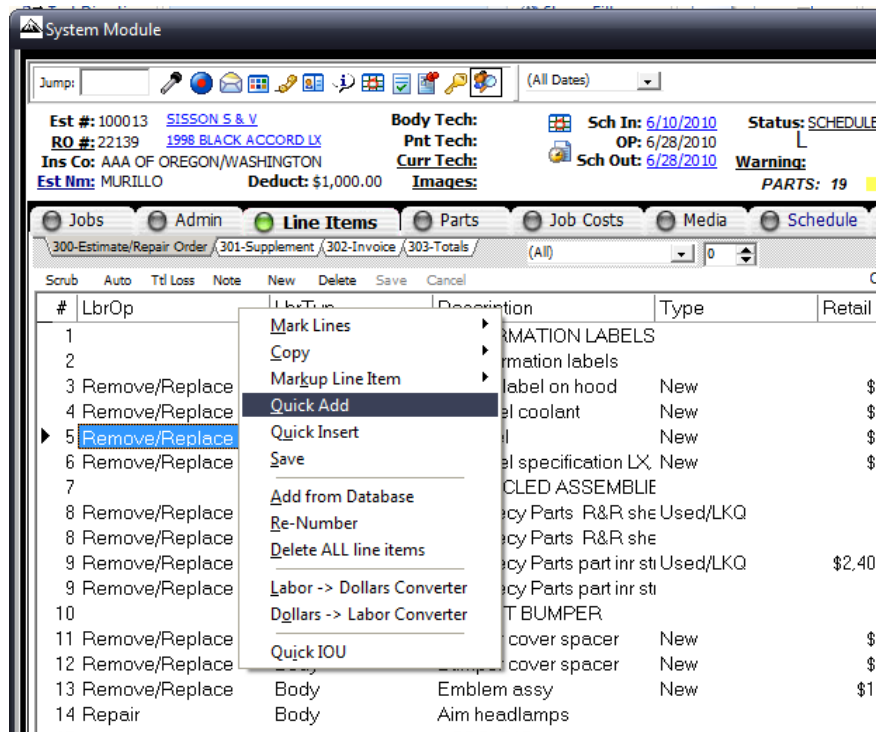 System Module
Jump: (All Dates)
Est #: 100013 SISSON S & V Body Tech: Sch In: 6/10/2010 Status: SCHEDULE
RO #: 22139 1998 BLACK ACCORD LX Pnt Tech: OP: 6/28/2010 L
Ins Co: AAA OF OREGON/WASHINGTON Curr Tech: Sch Out: 6/28/2010 Warning:
Est Nm: MURILLO Deduct: $1,000.00 Images: PARTS: 19
Jobs Admin Line Items Parts Job Costs Media Schedule
300-Estimate/Repair Order 301-Supplement 302-Invoice 303-Totals (All) 0
Scrub Auto Ttl Loss Note New Delete Save Cancel
# LbrOp LbrTyp Description Type Retail
Mark Lines
Copy
Markup Line Item
Quick Add
Quick Insert
Save
Add from Database
Re-Number
Delete ALL line items
Labor -> Dollars Converter
Dollars -> Labor Converter
Quick IOU
1 RMATION LABELS
2 rmation labels
3 Remove/Replace label on hood New $
4 Remove/Replace el coolant New $
5 Remove/Replace el New $
6 Remove/Replace el specification LX, New $
7 CLED ASSEMBLIE
8 Remove/Replace cy Parts R&R she Used/LKQ
8 Remove/Replace cy Parts R&R she
9 Remove/Replace cy Parts part inr stı Used/LKQ $2,40
9 Remove/Replace cy Parts part inr stı
10 T BUMPER
11 Remove/Replace cover spacer New $
12 Remove/Replace cover spacer New $
13 Remove/Replace Body Emblem assy New $1
14 Repair Body Aim headlamps